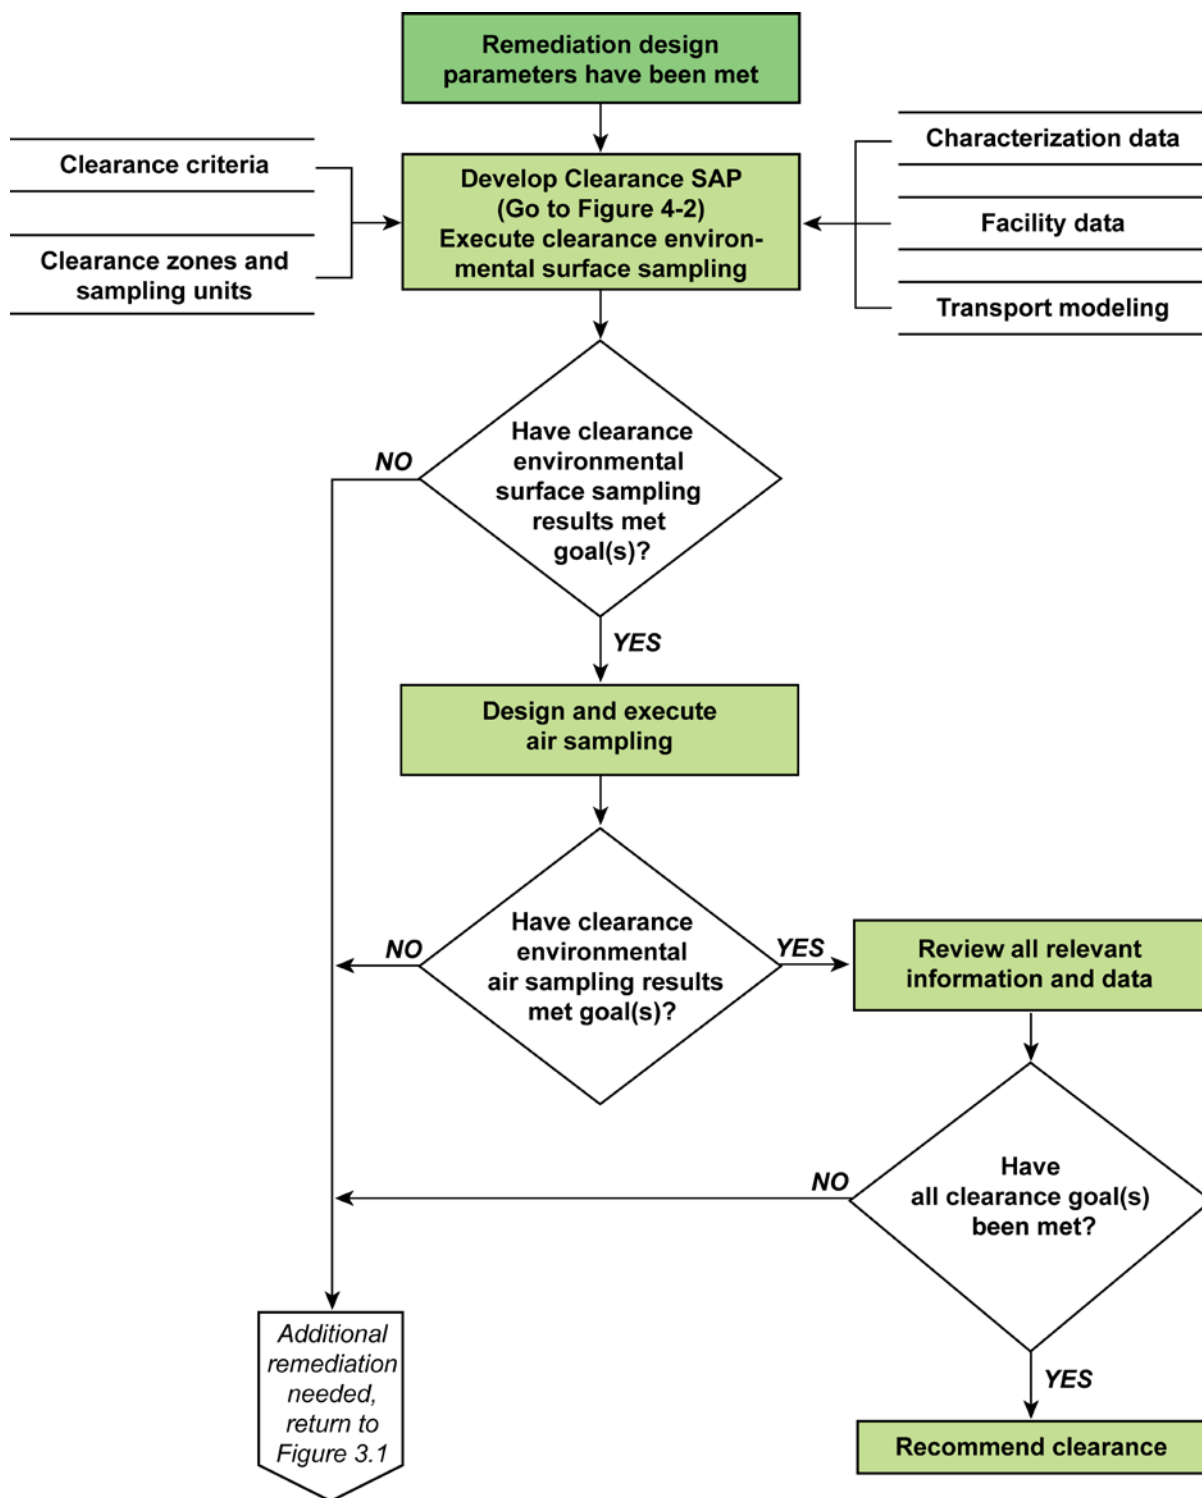 Remediation design
parameters have been met
Clearance criteria
Clearance zones and
sampling units
Develop Clearance SAP
(Go to Figure 4-2)
Execute clearance environ-
mental surface sampling
Characterization data
Facility data
Transport modeling
Have clearance
environmental
surface sampling
results met
goal(s)?
NO
YES
Design and execute
air sampling
Have clearance
environmental
air sampling results
met goal(s)?
NO
YES
Review all relevant
information and data
Have
all clearance goal(s)
been met?
NO
YES
Additional
remediation
needed,
return to
Figure 3.1
Recommend clearance